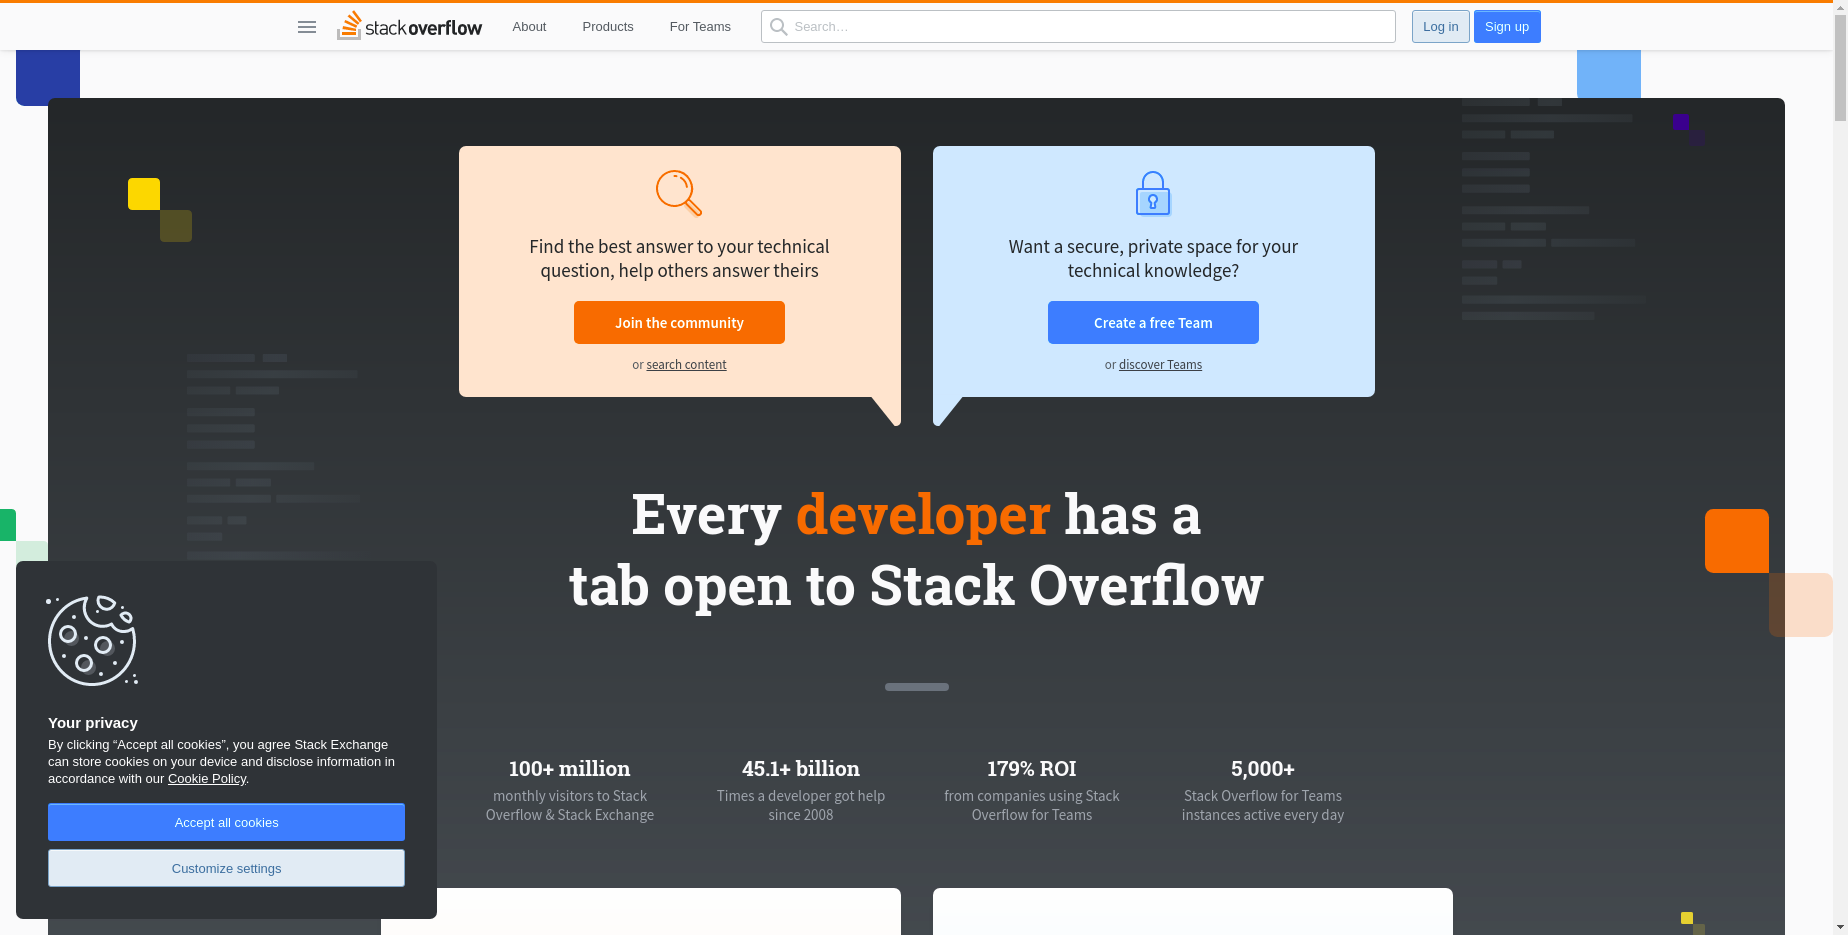 stack overflow
About
Products
For Teams
Search…
Log in
Sign up
Find the best answer to your technical
question, help others answer theirs
Join the community
or search content
Want a secure, private space for your
technical knowledge?
Create a free Team
or discover Teams
Every developer has a
tab open to Stack Overflow
100+ million
monthly visitors to Stack
Overflow & Stack Exchange
45.1+ billion
Times a developer got help
since 2008
179% ROI
from companies using Stack
Overflow for Teams
5,000+
Stack Overflow for Teams
instances active every day
Your privacy
By clicking “Accept all cookies”, you agree Stack Exchange
can store cookies on your device and disclose information in
accordance with our Cookie Policy.
Accept all cookies
Customize settings